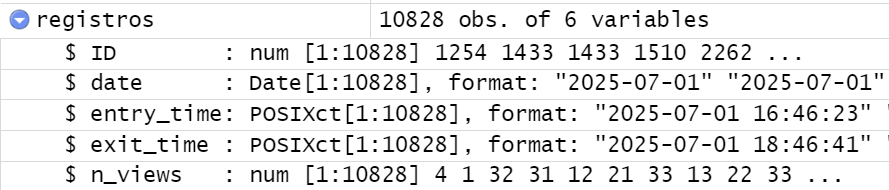 registros 10828 obs. of 6 variables
$ ID : num [1:10828] 1254 1433 1433 1510 2262 ...
$ date : Date[1:10828], format: "2025-07-01" "2025-07-01"
$ entry_time: POSIXct[1:10828], format: "2025-07-01 16:46:23" "
$ exit_time : POSIXct[1:10828], format: "2025-07-01 18:46:41" "
$ n_views : num [1:10828] 4 1 32 31 12 21 33 13 22 33 ...